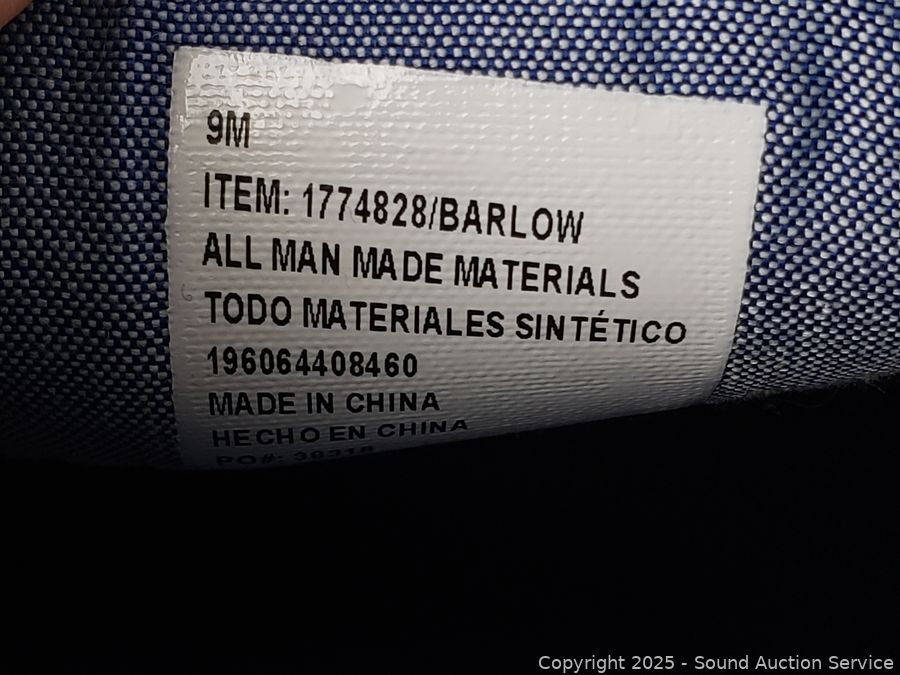 9M
ITEM: 1774828/BARLOW
ALL MAN MADE MATERIALS
TODO MATERIALES SINTÉTICO
196064408460
MADE IN CHINA
HECHO EN CHINA
PO#:
Copyright 2025 - Sound Auction Service